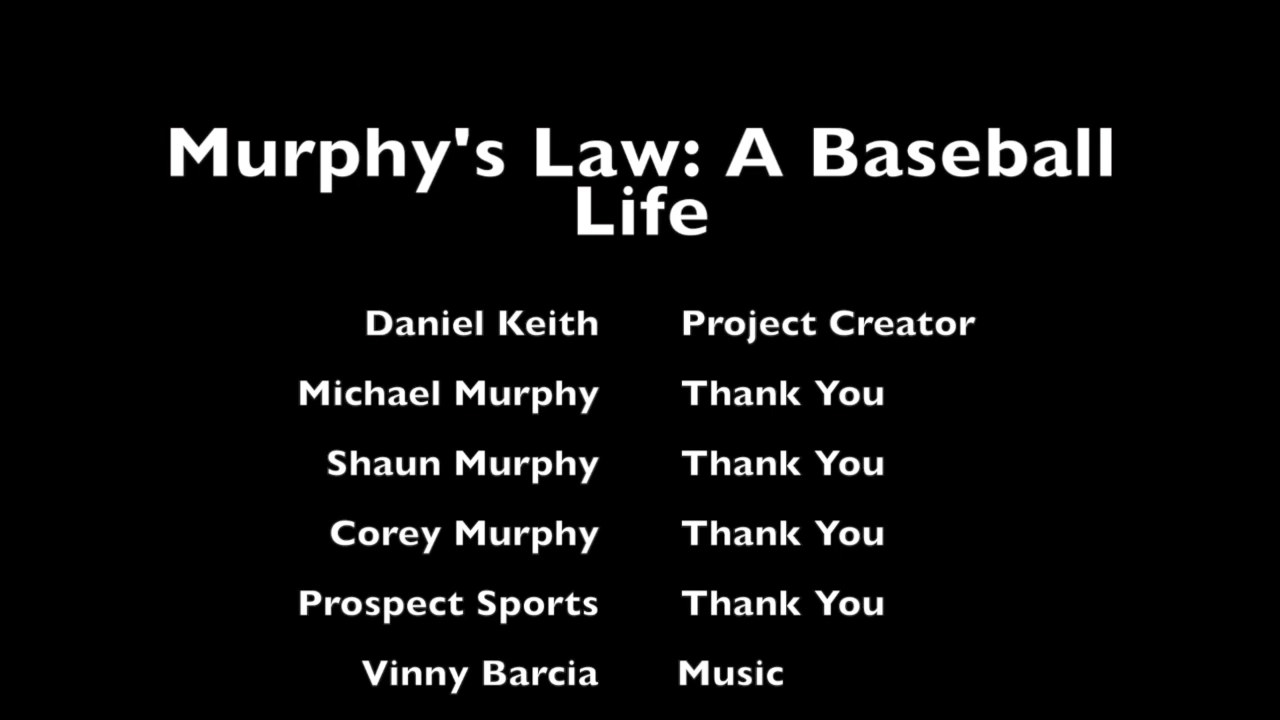 Murphy's Law: A Baseball
Life
Daniel Keith Project Creator
Michael Murphy Thank You
Shaun Murphy Thank You
Corey Murphy Thank You
Prospect Sports Thank You
Vinny Barcia Music